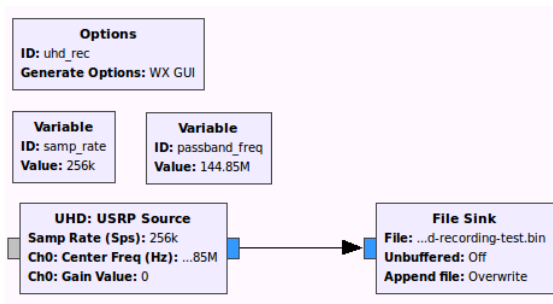 Options
ID: uhd_rec
Generate Options: WX GUI
Variable
ID: samp_rate
Value: 256k
Variable
ID: passband_freq
Value: 144.85M
UHD: USRP Source
Samp Rate (Sps): 256k
Ch0: Center Freq (Hz): ...85M
Ch0: Gain Value: 0
File Sink
File: ...d-recording-test.bin
Unbuffered: Off
Append file: Overwrite